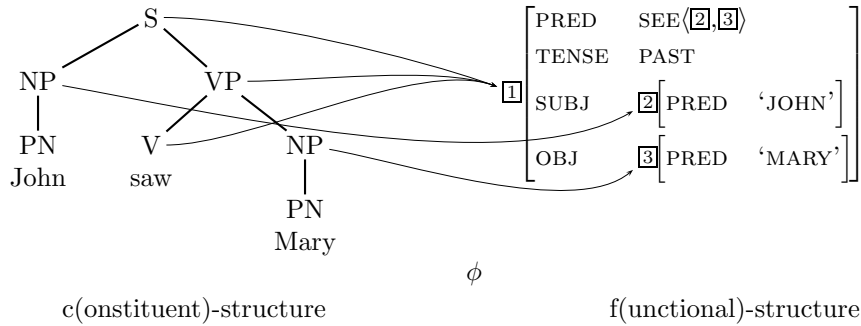 S
PRED SEE⟨2,3⟩
TENSE PAST
NP VP
1
SUBJ 2 PRED ‘JOHN’
PN V NP
OBJ 3 PRED ‘MARY’
John saw
PN
Mary
ϕ
c(onstituent)-structure f(unctional)-structure